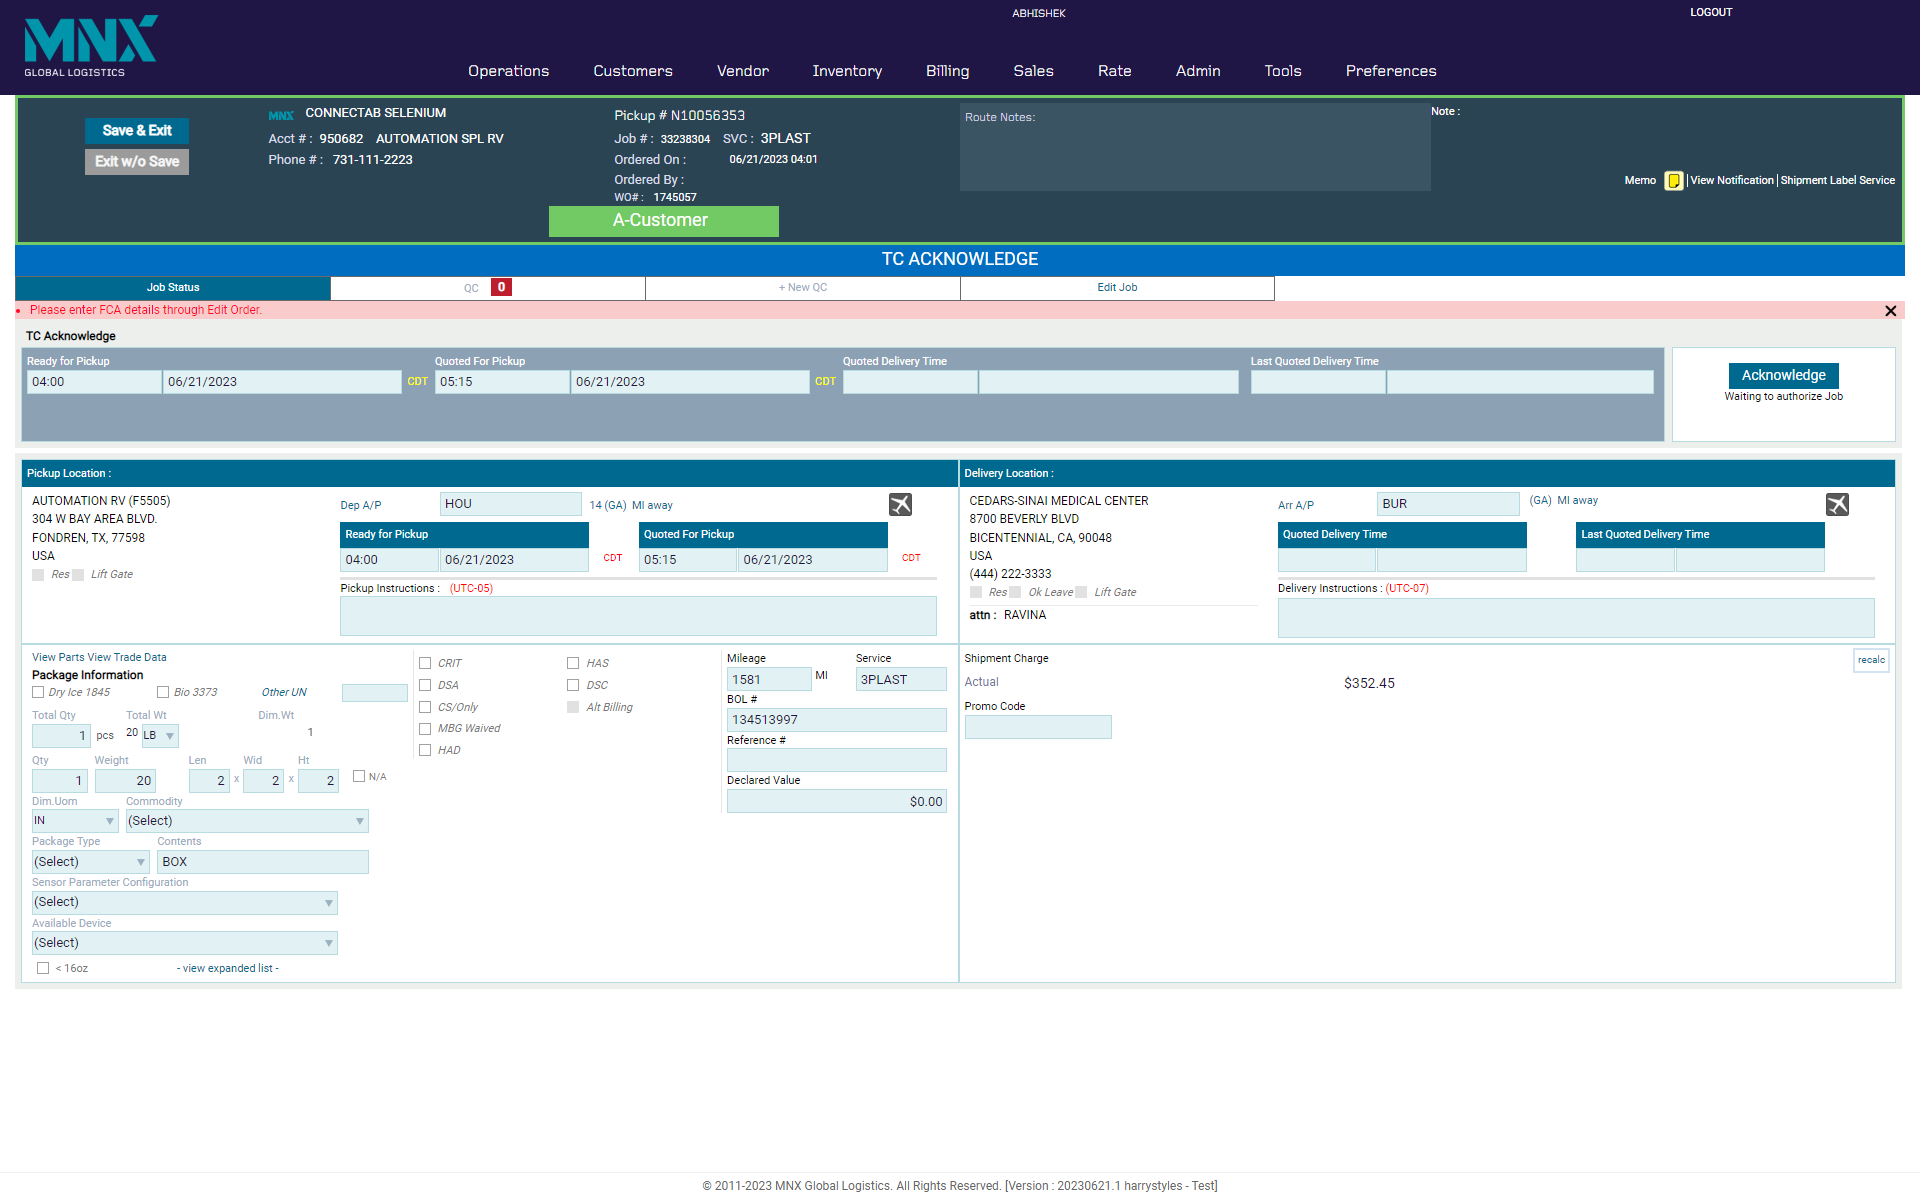 ABHISHEK
LOGOUT
MNX
GLOBAL LOGISTICS
Operations Customers Vendor Inventory Billing Sales Rate Admin Tools Preferences
Save & Exit
Exit w/o Save
MNX CONNECTAB SELENIUM
Acct # : 950682 AUTOMATION SPL RV
Phone # : 731-111-2223
Pickup # N10056353
Job # : 33238304 SVC : 3PLAST
Ordered On : 06/21/2023 04:01
Ordered By :
WO# : 1745057
A-Customer
Route Notes:
Note :
Memo | View Notification | Shipment Label Service
TC ACKNOWLEDGE
Job Status
QC 0
+ New QC
Edit Job
Please enter FCA details through Edit Order.
TC Acknowledge
Ready for Pickup Quoted For Pickup Quoted Delivery Time Last Quoted Delivery Time
04:00 06/21/2023 CDT 05:15 06/21/2023 CDT
Acknowledge
Waiting to authorize Job
Pickup Location :
AUTOMATION RV (F5505)
304 W BAY AREA BLVD.
FONDREN, TX, 77598
USA
Res Lift Gate
Dep A/P HOU 14 (GA) MI away
Ready for Pickup Quoted For Pickup
04:00 06/21/2023 CDT 05:15 06/21/2023 CDT
Pickup Instructions : (UTC-05)
Delivery Location :
CEDARS-SINAI MEDICAL CENTER
8700 BEVERLY BLVD
BICENTENNIAL, CA, 90048
USA
(444) 222-3333
Res Ok Leave Lift Gate
attn : RAVINA
Arr A/P BUR (GA) MI away
Quoted Delivery Time Last Quoted Delivery Time
Delivery Instructions : (UTC-07)
View Parts View Trade Data
Package Information
Dry Ice 1845 Bio 3373 Other UN
Total Qty Total Wt Dim.Wt
1 pcs 20 LB 1
Qty Weight Len Wid Ht
1 20 2 x 2 x 2 N/A
Dim.Uom Commodity
IN (Select)
Package Type Contents
(Select) BOX
Sensor Parameter Configuration
(Select)
Available Device
(Select)
< 16oz - view expanded list -
CRIT HAS
DSA DSC
CS/Only Alt Billing
MBG Waived
HAD
Mileage Service
1581 MI 3PLAST
BOL #
134513997
Reference #
Declared Value
$0.00
Shipment Charge
recalc
Actual $352.45
Promo Code
© 2011-2023 MNX Global Logistics. All Rights Reserved. [Version : 20230621.1 harrystyles - Test]